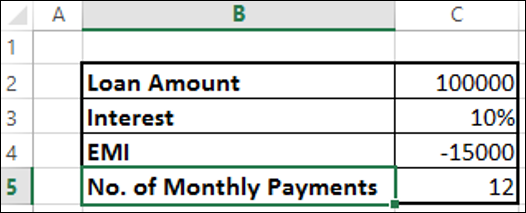 A B C
1
2 Loan Amount 100000
3 Interest 10%
4 EMI -15000
5 No. of Monthly Payments 12